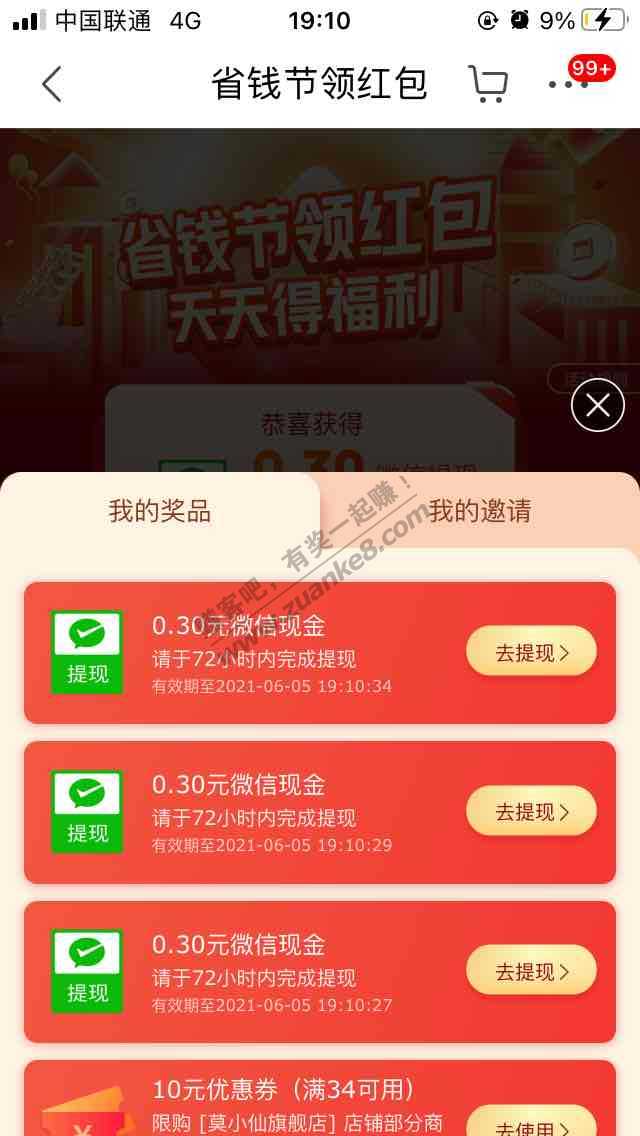 中国联通 4G 19:10 9%
省钱节领红包
99+
省钱节领红包
天天得福利
恭喜获得
0.30 微信提现
我的奖品 我的邀请
赚客吧，有奖一起赚！
www.zuanke8.com
0.30元微信现金
提现
请于72小时内完成提现
去提现
有效期至2021-06-05 19:10:34
0.30元微信现金
提现
请于72小时内完成提现
去提现
有效期至2021-06-05 19:10:29
0.30元微信现金
提现
请于72小时内完成提现
去提现
有效期至2021-06-05 19:10:27
10元优惠券（满34可用）
限购 [莫小仙旗舰店] 店铺部分商
去使用